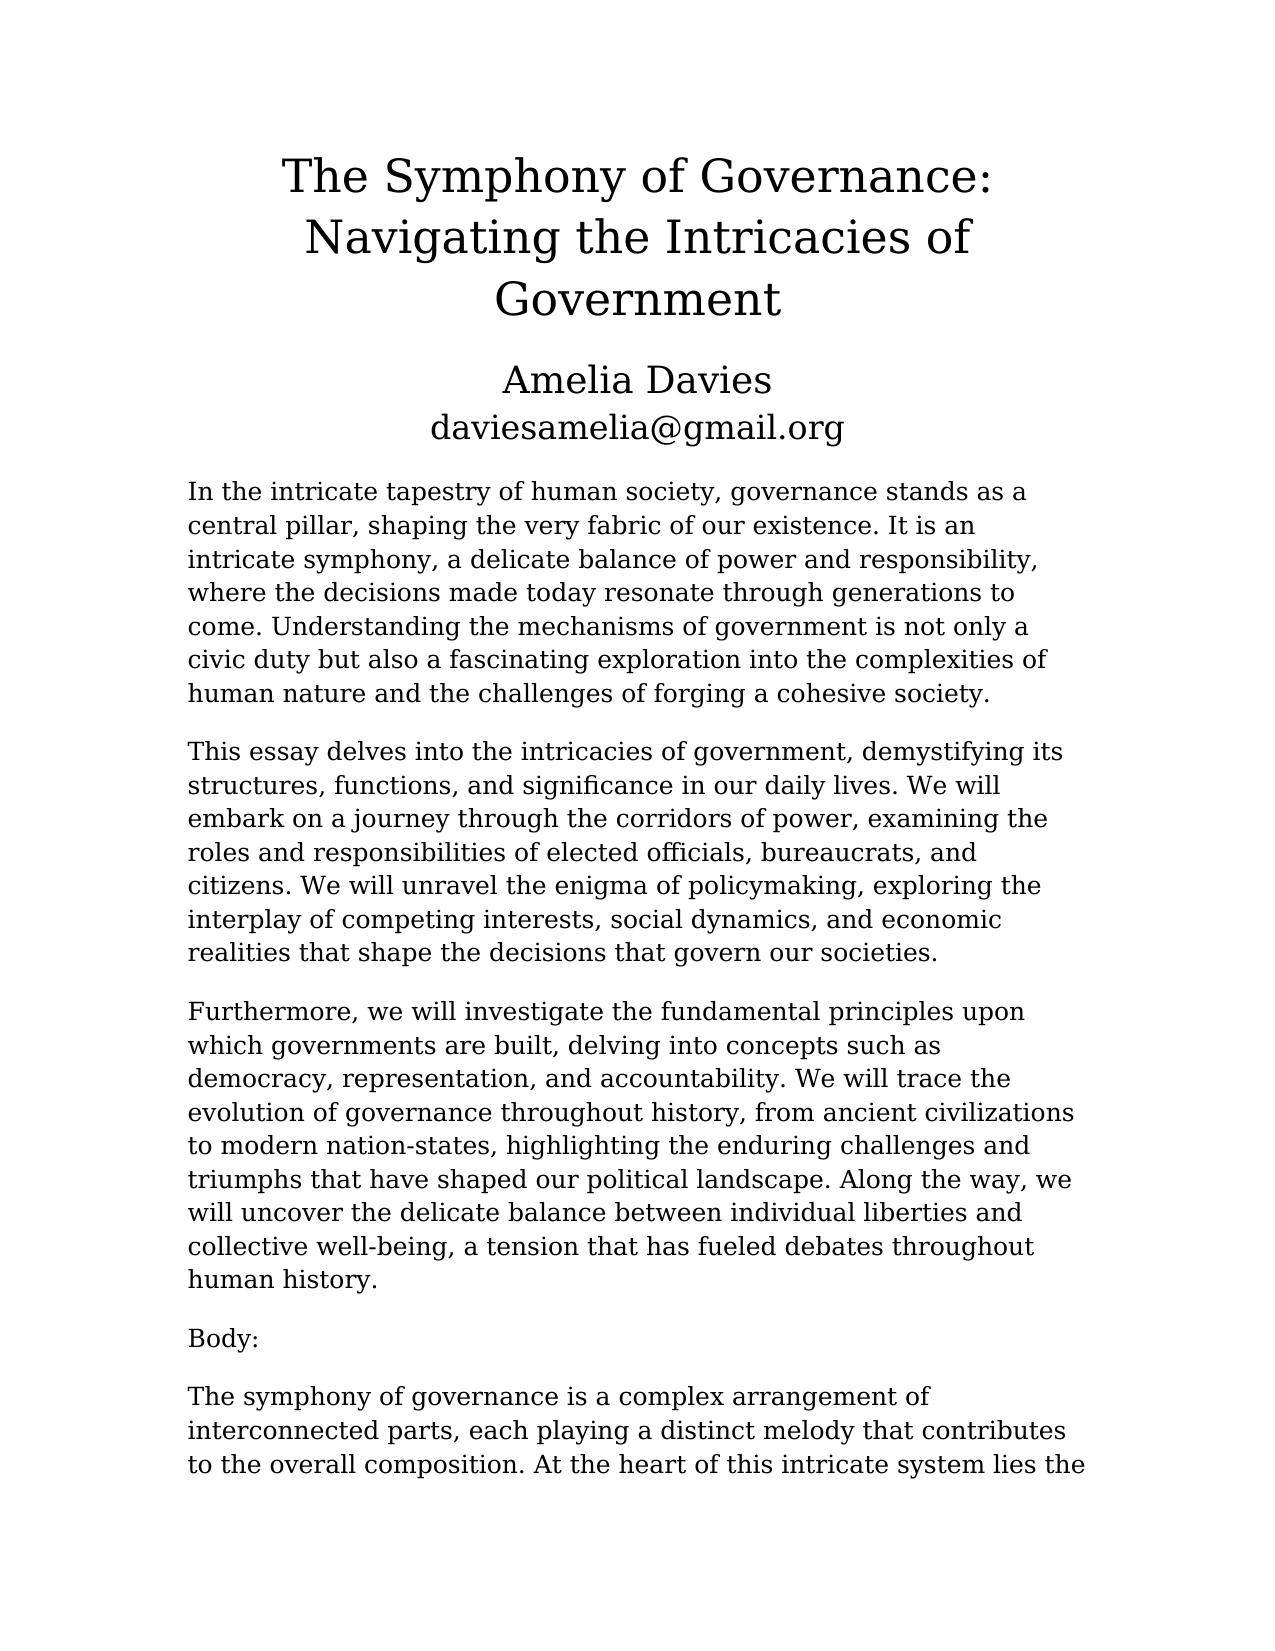 The Symphony of Governance:
Navigating the Intricacies of
Government
Amelia Davies
daviesamelia@gmail.org
In the intricate tapestry of human society, governance stands as a
central pillar, shaping the very fabric of our existence. It is an
intricate symphony, a delicate balance of power and responsibility,
where the decisions made today resonate through generations to
come. Understanding the mechanisms of government is not only a
civic duty but also a fascinating exploration into the complexities of
human nature and the challenges of forging a cohesive society.
This essay delves into the intricacies of government, demystifying its
structures, functions, and significance in our daily lives. We will
embark on a journey through the corridors of power, examining the
roles and responsibilities of elected officials, bureaucrats, and
citizens. We will unravel the enigma of policymaking, exploring the
interplay of competing interests, social dynamics, and economic
realities that shape the decisions that govern our societies.
Furthermore, we will investigate the fundamental principles upon
which governments are built, delving into concepts such as
democracy, representation, and accountability. We will trace the
evolution of governance throughout history, from ancient civilizations
to modern nation-states, highlighting the enduring challenges and
triumphs that have shaped our political landscape. Along the way, we
will uncover the delicate balance between individual liberties and
collective well-being, a tension that has fueled debates throughout
human history.
Body:
The symphony of governance is a complex arrangement of
interconnected parts, each playing a distinct melody that contributes
to the overall composition. At the heart of this intricate system lies the